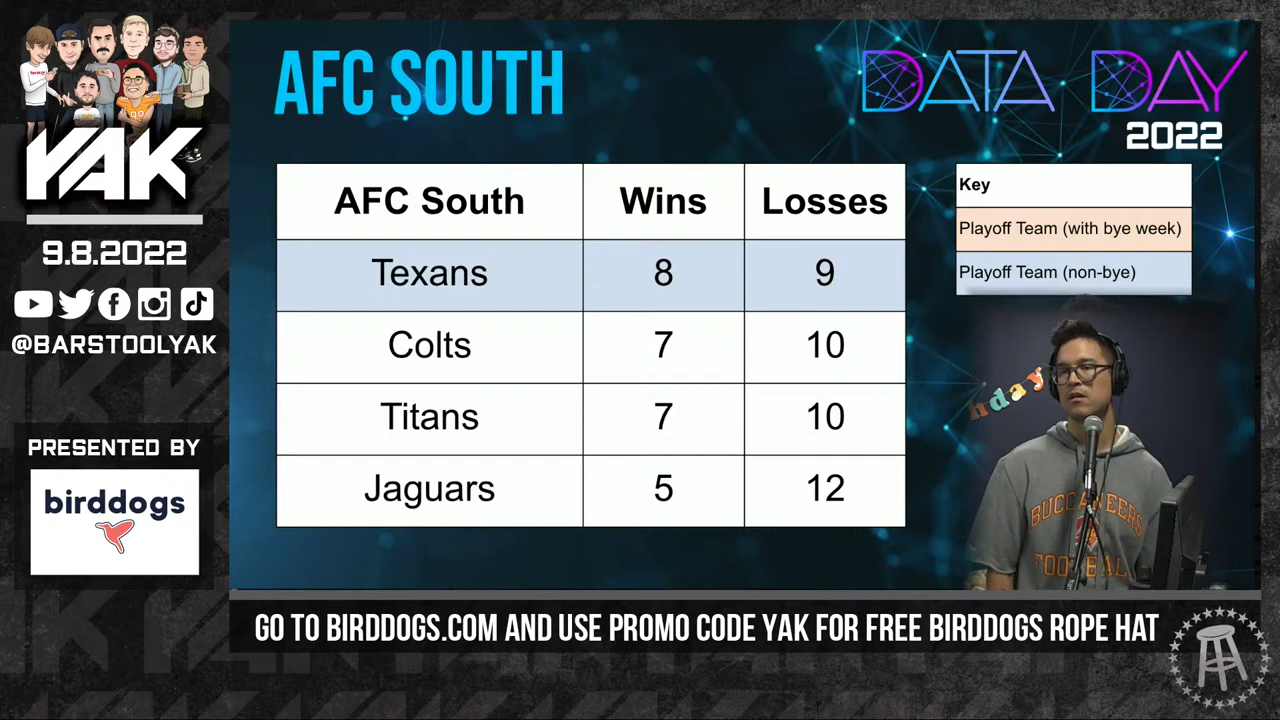 YAK
9.8.2022
@BARSTOOLYAK
PRESENTED BY
birddogs
AFC SOUTH
DATA DAY
2022
AFC South Wins Losses
Texans 8 9
Colts 7 10
Titans 7 10
Jaguars 5 12
Key
Playoff Team (with bye week)
Playoff Team (non-bye)
hday
BUCCANEERS
FOOTBALL
GO TO BIRDDOGS.COM AND USE PROMO CODE YAK FOR FREE BIRDDOGS ROPE HAT